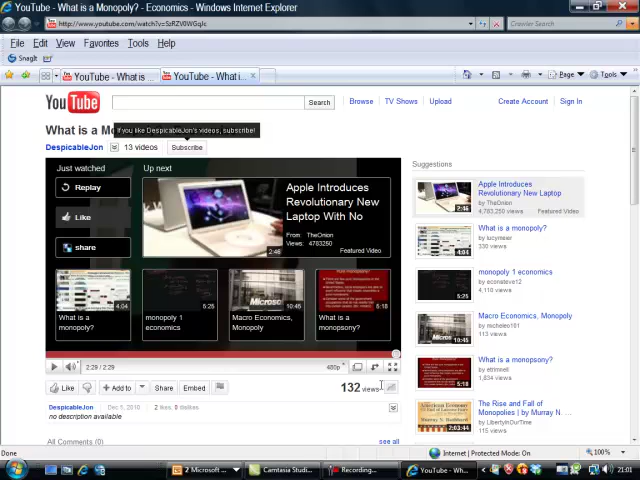 YouTube - What is a Monopoly? - Economics - Windows Internet Explorer
http://www.youtube.com/watch?v=SzRZV0WGqJc
Crawler Search
File Edit View Favorites Tools Help
SnagIt
YouTube - What is ...
YouTube - What i...
Page
Tools
YouTube
Search
Browse TV Shows Upload
Create Account Sign In
What is a Mo
If you like DespicableJon's videos, subscribe!
DespicableJon 13 videos Subscribe
Just watched
Up next
Replay
Like
share
Apple Introduces
Revolutionary New
Laptop With No
From TheOnion
Views: 4783250
Featured Video
2:46
4:04
What is a
monopoly?
5:25
monopoly 1
economics
Microsc
10:45
Macro Economics,
Monopoly
5:18
What is a
monopsony?
2:29 / 2:29
480p
Like
Add to
Share
Embed
132 views
DespicableJon Dec 1, 2010 2 likes, 0 dislikes
no description available
All Comments (0)
see all
Suggestions
2:46
Apple Introduces
Revolutionary New Laptop
by TheOnion
4,783,250 views Featured Video
4:04
What is a monopoly?
by lucymeer
330 views
5:25
monopoly 1 economics
by econsteve12
4,110 views
10:45
Macro Economics, Monopoly
by micheleo161
113 views
5:18
What is a monopsony?
by etrimnell
1,634 views
2:03:44
The Rise and Fall of
Monopolies | by Murray N. ...
by LibertyInOurTime
115 views
Done
Internet | Protected Mode: On
100%
2 Microsoft ...
Camtasia Studio
Recording...
YouTube - Wh...
21:01